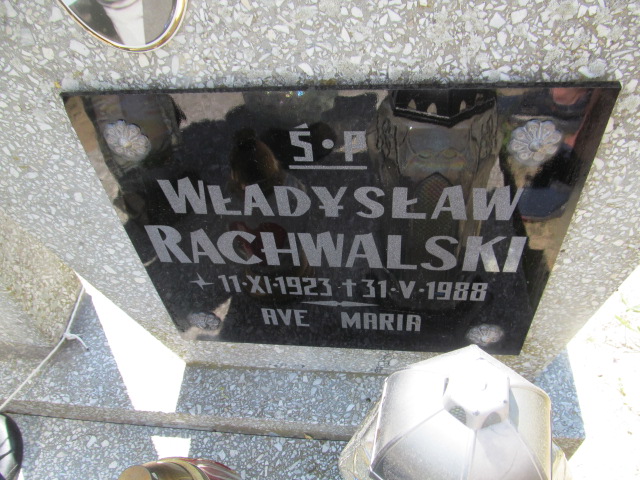 Ś·P
WŁADYSŁAW
RACHWALSKI
11·XI·1923 ✝ 31·V·1988
AVE MARIA